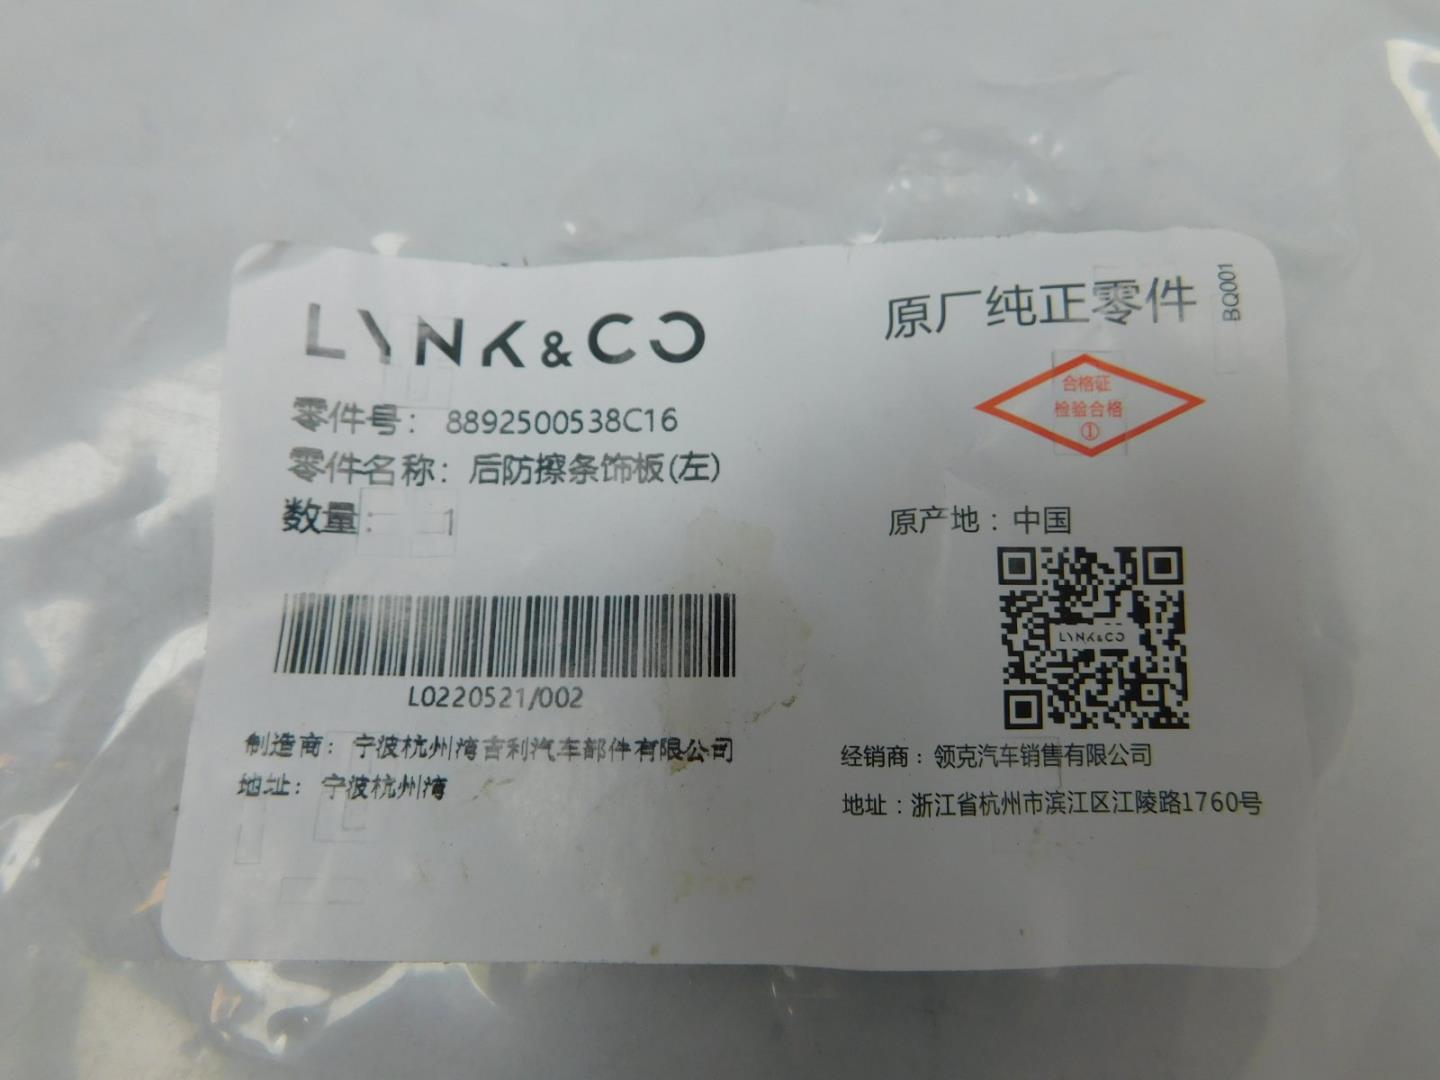 LYNK&CO
原厂纯正零件
BQ001
合格证
检验合格
①
零件号： 8892500538C16
零件名称：后防擦条饰板(左)
数量： 1
原产地：中国
LYNK&CO
L0220521/002
制造商：宁波杭州湾吉利汽车部件有限公司
地址：宁波杭州湾
经销商：领克汽车销售有限公司
地址：浙江省杭州市滨江区江陵路1760号